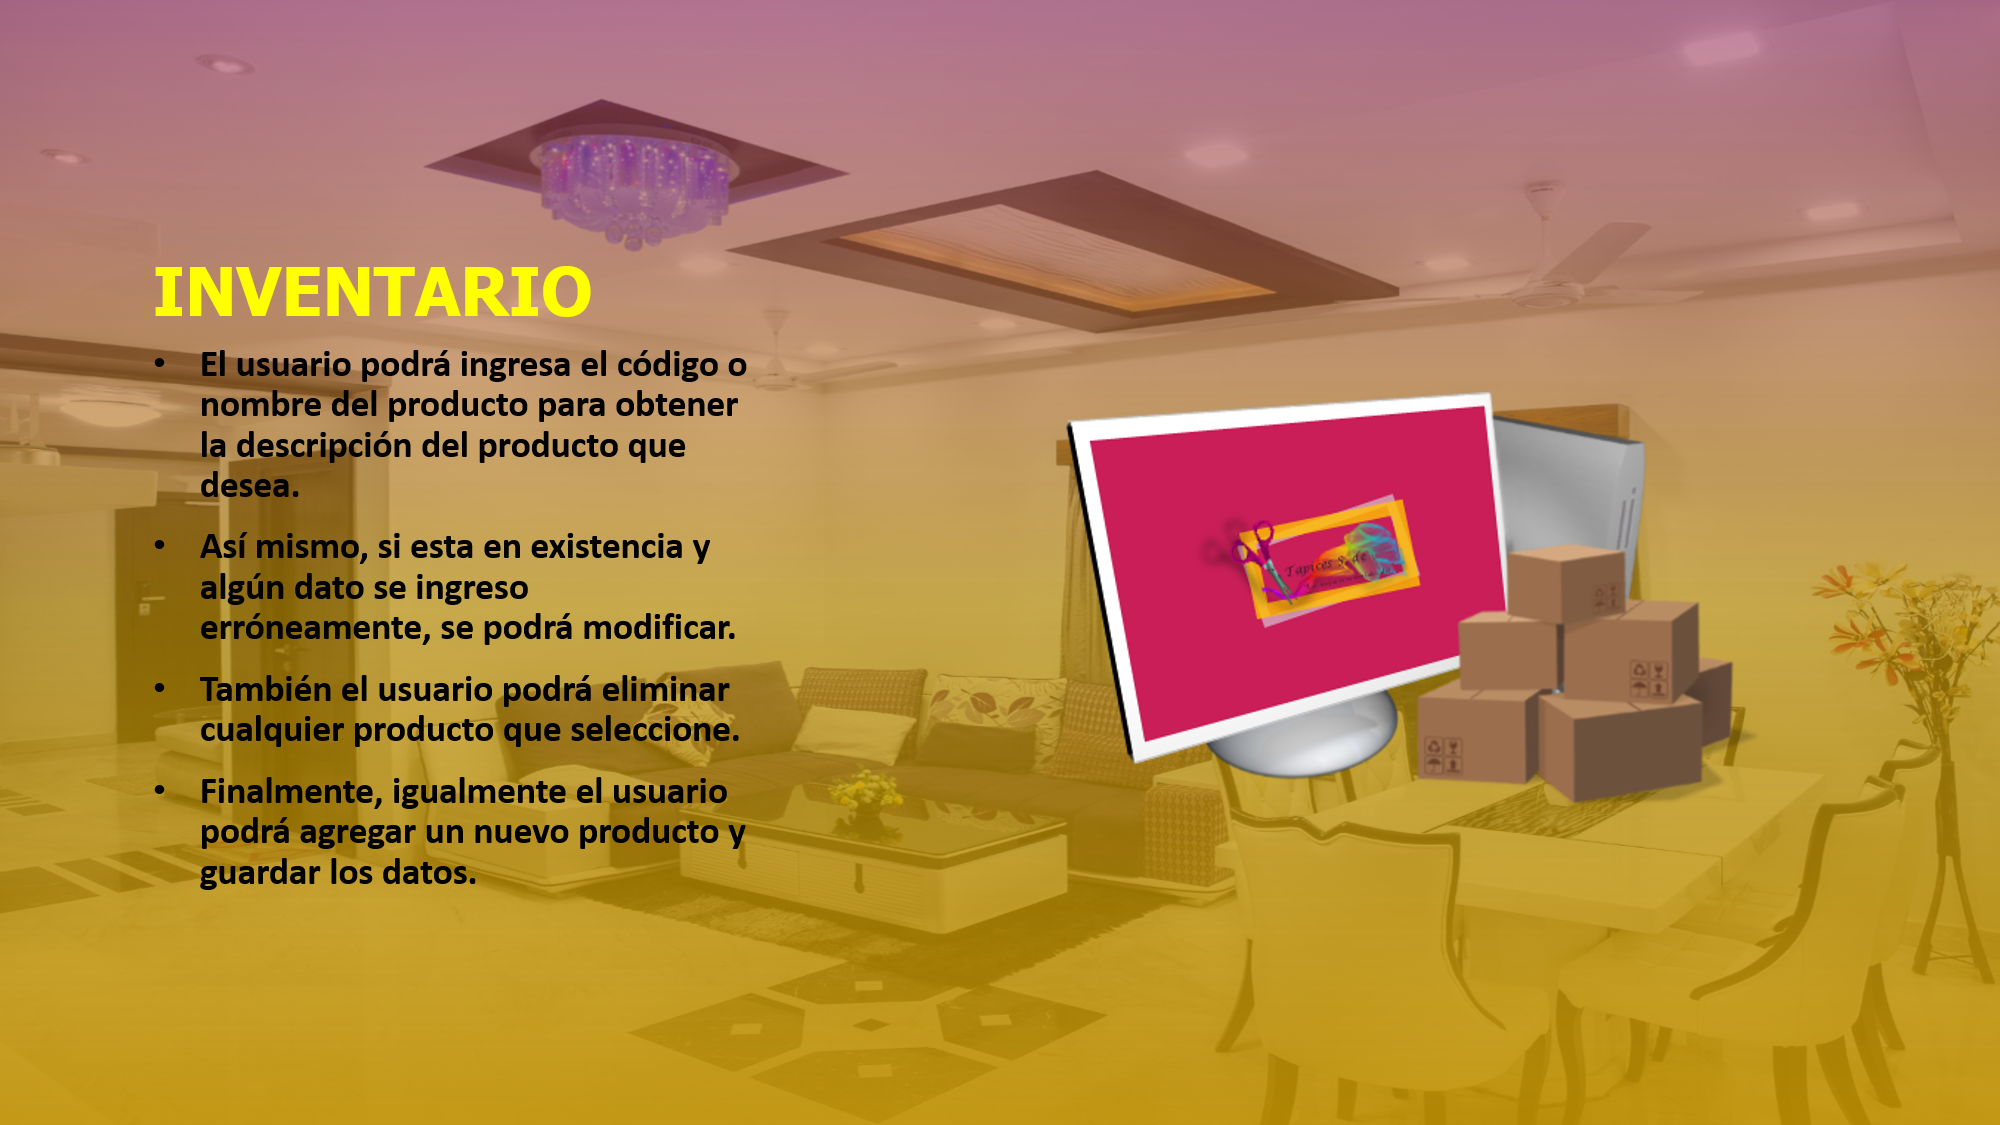 INVENTARIO
• El usuario podrá ingresa el código o
nombre del producto para obtener
la descripción del producto que
desea.
• Así mismo, si esta en existencia y
algún dato se ingreso
erróneamente, se podrá modificar.
• También el usuario podrá eliminar
cualquier producto que seleccione.
• Finalmente, igualmente el usuario
podrá agregar un nuevo producto y
guardar los datos.
Tapices